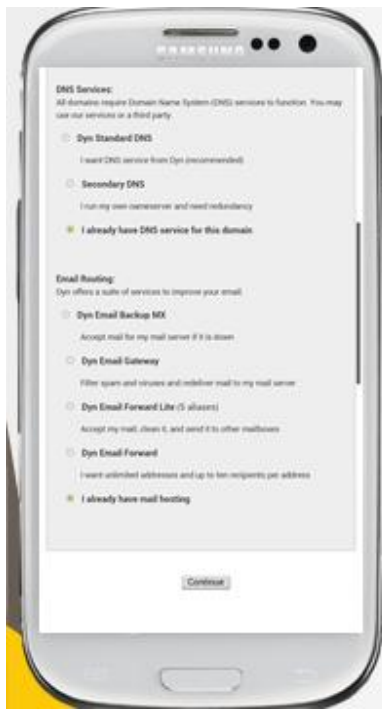 SAMSUNG
DNS Services:
All domains require Domain Name System (DNS) services to function. You may
use our services or a third party.
Dyn Standard DNS
I want DNS service from Dyn (recommended)
Secondary DNS
I run my own nameserver and need redundancy
I already have DNS service for this domain
Email Routing:
Dyn offers a suite of services to improve your email.
Dyn Email Backup MX
Accept mail for my mail server if it is down
Dyn Email Gateway
Filter spam and viruses and redeliver mail to my mail server
Dyn Email Forward Lite (5 aliases)
Accept my mail, clean it, and send it to other mailboxes
Dyn Email Forward
I want unlimited addresses and up to ten recipients per address
I already have mail hosting
Continue